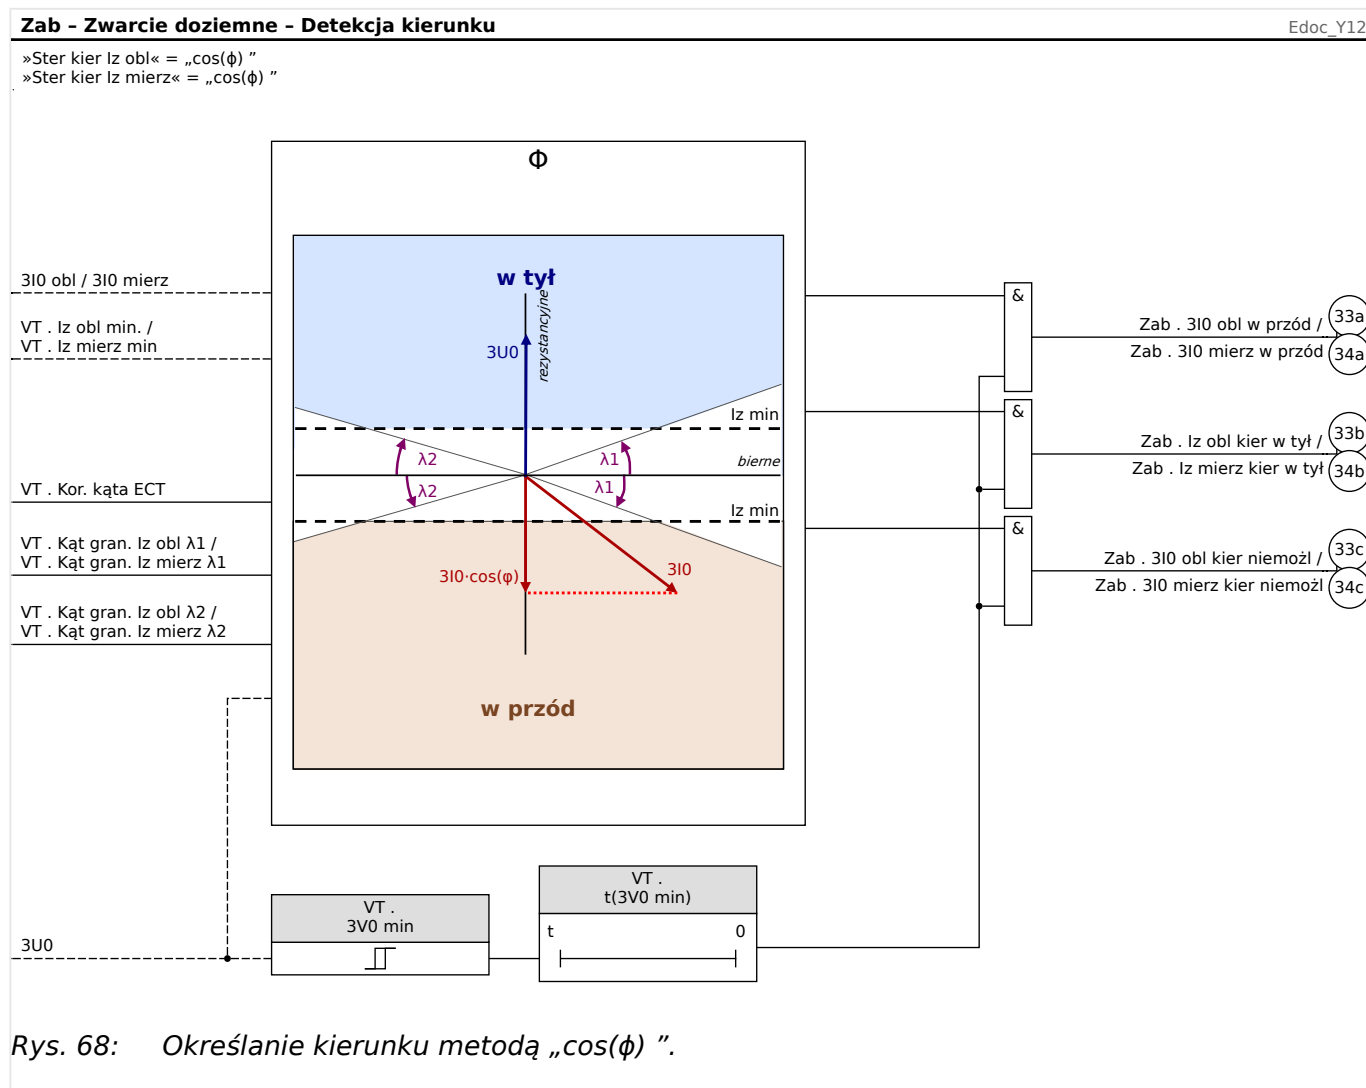 Zab – Zwarcie doziemne – Detekcja kierunku
Edoc_Y12
»Ster kier Iz obl« = „cos(ϕ) ”
»Ster kier Iz mierz« = „cos(ϕ) ”
Φ
3I0 obl / 3I0 mierz
VT . Iz obl min. /
VT . Iz mierz min
VT . Kor. kąta ECT
VT . Kąt gran. Iz obl λ1 /
VT . Kąt gran. Iz mierz λ1
VT . Kąt gran. Iz obl λ2 /
VT . Kąt gran. Iz mierz λ2
3U0
w tył
rezystancyjne
3U0
Iz min
λ2
λ1
bierne
λ2
λ1
Iz min
3I0·cos(φ)
3I0
w przód
VT .
3V0 min
VT .
t(3V0 min)
t
0
&
Zab . 3I0 obl w przód /
33a
Zab . 3I0 mierz w przód
34a
&
Zab . Iz obl kier w tył /
33b
Zab . Iz mierz kier w tył
34b
&
Zab . 3I0 obl kier niemożl /
33c
Zab . 3I0 mierz kier niemożl
34c
Rys. 68: Określanie kierunku metodą „cos(ϕ) ”.